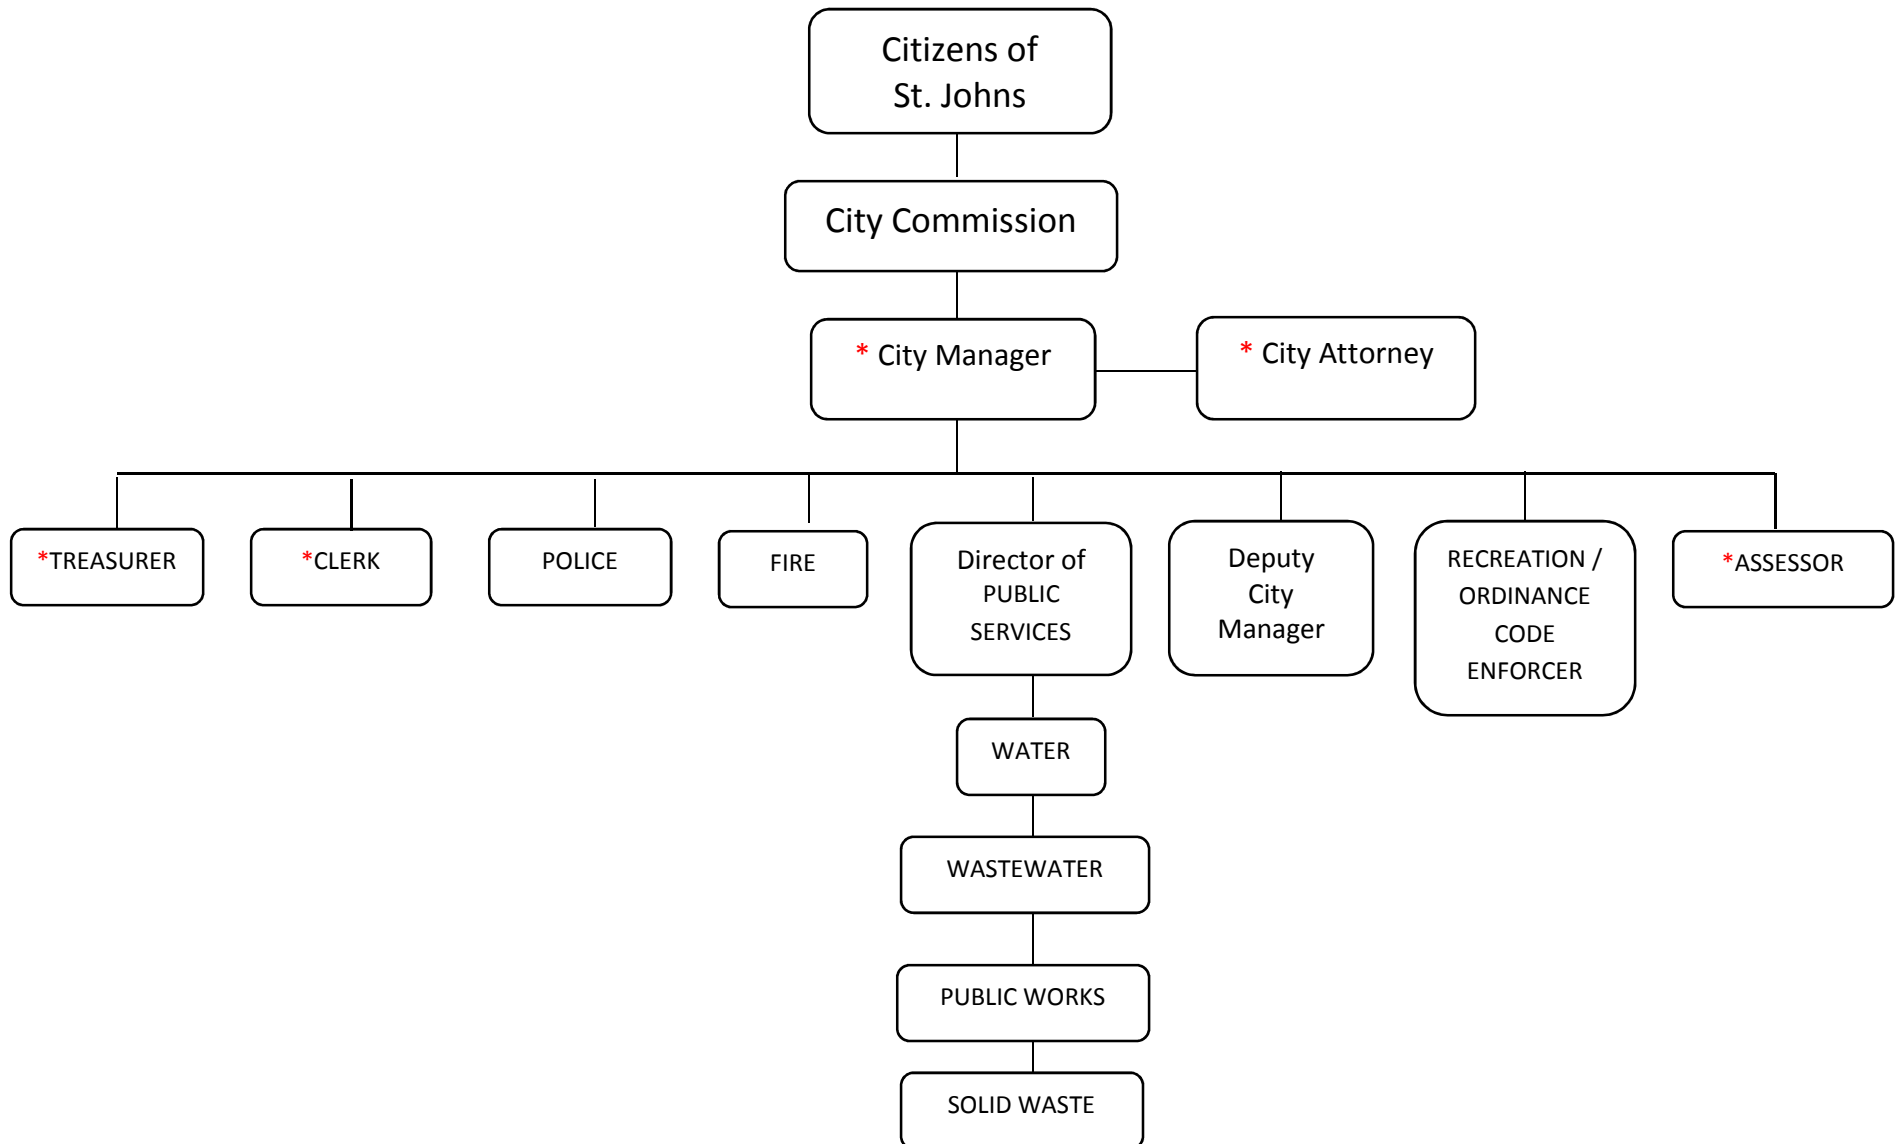 Citizens of
St. Johns
City Commission
* City Manager
* City Attorney
*TREASURER
*CLERK
POLICE
FIRE
Director of
PUBLIC
SERVICES
Deputy
City
Manager
RECREATION /
ORDINANCE
CODE
ENFORCER
*ASSESSOR
WATER
WASTEWATER
PUBLIC WORKS
SOLID WASTE